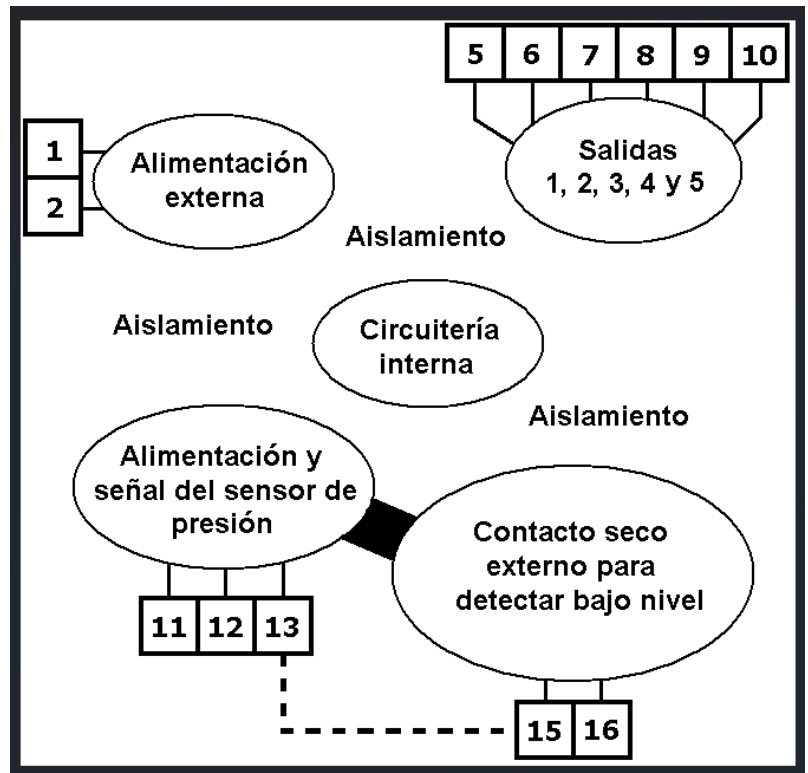 5 6 7 8 9 10
Salidas
1, 2, 3, 4 y 5
1
2
Alimentación
externa
Aislamiento
Aislamiento
Circuitería
interna
Aislamiento
Alimentación y
señal del sensor de
presión
Contacto seco
externo para
detectar bajo nivel
11 12 13
15 16